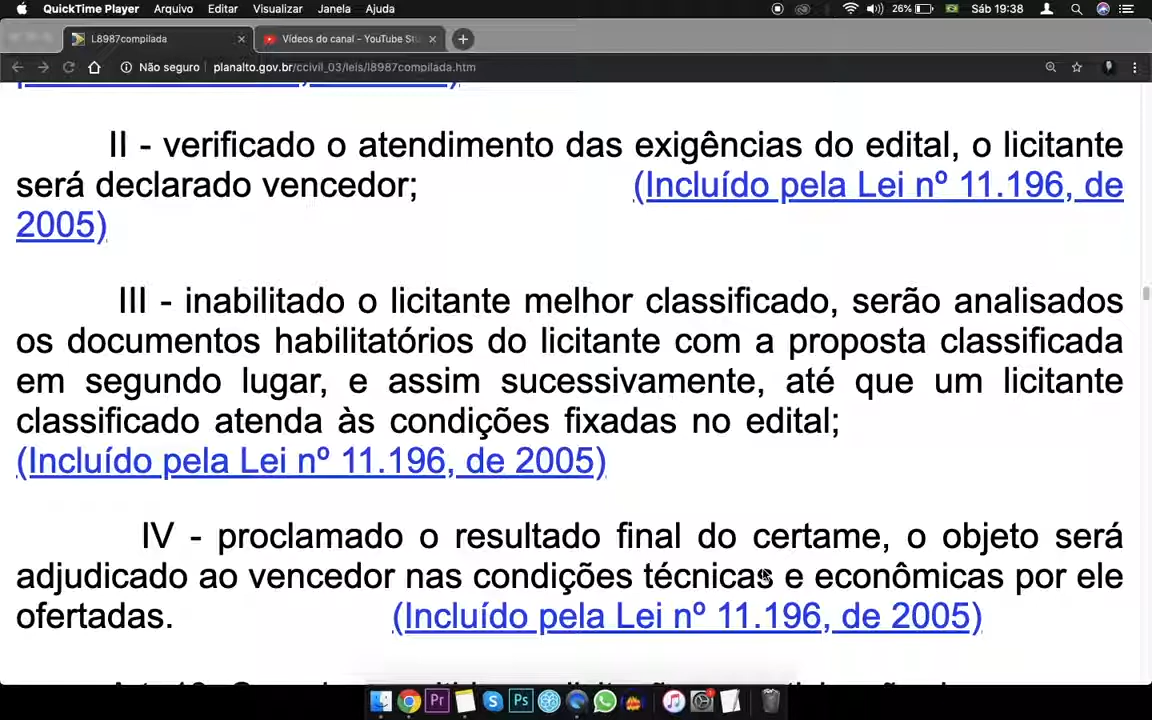 QuickTime Player Arquivo Editar Visualizar Janela Ajuda 26% Sáb 19:38
L8987compilada Vídeos do canal - YouTube St
Não seguro planalto.gov.br/ccivil_03/leis/l8987compilada.htm
II - verificado o atendimento das exigências do edital, o licitante
será declarado vencedor; (Incluído pela Lei nº 11.196, de
2005)
III - inabilitado o licitante melhor classificado, serão analisados
os documentos habilitatórios do licitante com a proposta classificada
em segundo lugar, e assim sucessivamente, até que um licitante
classificado atenda às condições fixadas no edital;
(Incluído pela Lei nº 11.196, de 2005)
IV - proclamado o resultado final do certame, o objeto será
adjudicado ao vencedor nas condições técnicas e econômicas por ele
ofertadas. (Incluído pela Lei nº 11.196, de 2005)
Pr Ps